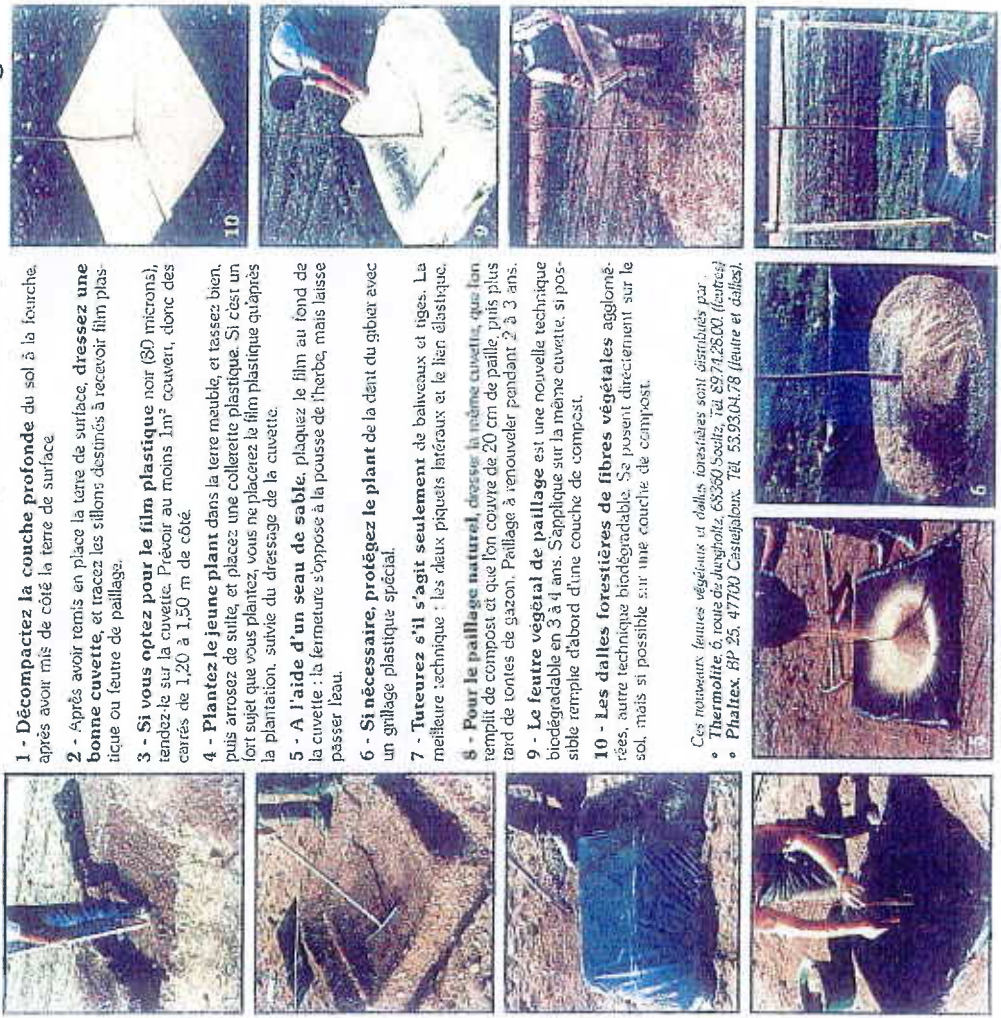 1 - Décompactez la couche profonde du sol à la fourche,
après avoir mis de côté la terre de surface.
2 - Après avoir remis en place la terre de surface, dressez une
bonne cuvette, et tracez les sillons destinés à recevoir film plas-
tique ou feutre de paillage.
3 - Si vous optez pour le film plastique noir (80 microns),
tendez-le sur la cuvette. Prévoir au moins 1m² couvert, donc des
carrés de 1,20 à 1,50 m de côté.
4 - Plantez le jeune plant dans la terre meuble, et tassez bien,
puis arrosez de suite, et placez une collerette plastique. Si c'est un
fort sujet que vous plantez, vous ne placerez le film plastique qu'après
la plantation, suivie du dressage de la cuvette.
5 - A l'aide d'un seau de sable, plaquez le film au fond de
la cuvette : la fermeture s'oppose à la pousse de l'herbe, mais laisse
passer l'eau.
6 - Si nécessaire, protégez le plant de la dent du gibier avec
un grillage plastique spécial.
7 - Tuteurez s'il s'agit seulement de baliveaux et tiges. La
meilleure technique : les deux piquets latéraux et le lien élastique.
8 - Pour le paillage naturel, dresse la même cuvette, que l'on
remplit de compost et que l'on couvre de 20 cm de paille, puis plus
tard de tontes de gazon. Paillage à renouveler pendant 2 à 3 ans.
9 - Le feutre végétal de paillage est une nouvelle technique
biodégradable en 3 à 4 ans. S'applique sur la même cuvette, si pos-
sible remplie d'abord d'une couche de compost.
10 - Les dalles forestières de fibres végétales agglomé-
rées, autre technique biodégradable. Se posent directement sur le
sol, mais si possible sur une couche de compost.
Ces nouveaux feutres végétaux et dalles forestières sont distribués par
• Thermolite, 6, route de Jungholtz, 68360 Soultz, Tél. 89.74.28.00 (feutres)
• Phaltex, BP 25, 47700 Casteljaloux. Tél. 53.93.04.78 (feutre et dalles).
10
9
7
6